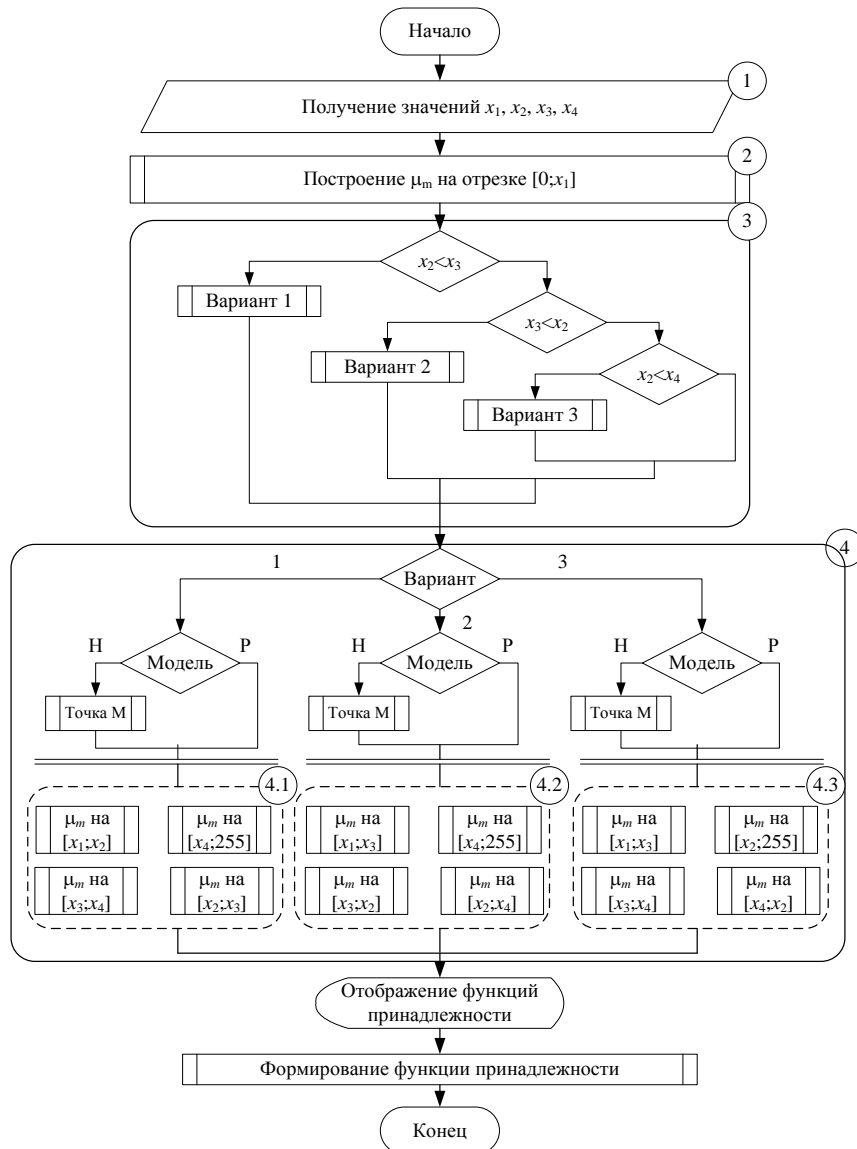 Начало
1
Получение значений x₁, x₂, x₃, x₄
2
Построение μm на отрезке [0;x₁]
3
x₂<x₃
Вариант 1
x₃<x₂
Вариант 2
x₂<x₄
Вариант 3
4
1
Вариант
3
2
Н
Модель
Р
Точка М
Н
Модель
Р
Точка М
Н
Модель
Р
Точка М
4.1
μm на
[x₁;x₂]
μm на
[x₄;255]
μm на
[x₃;x₄]
μm на
[x₂;x₃]
4.2
μm на
[x₁;x₃]
μm на
[x₄;255]
μm на
[x₃;x₂]
μm на
[x₂;x₄]
4.3
μm на
[x₁;x₃]
μm на
[x₂;255]
μm на
[x₃;x₄]
μm на
[x₄;x₂]
Отображение функций
принадлежности
Формирование функции принадлежности
Конец